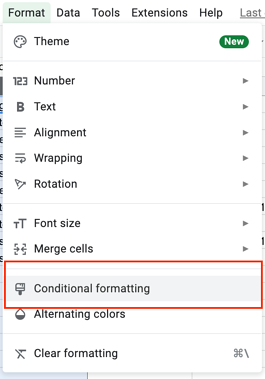 Format Data Tools Extensions Help Last
Theme New
Number
Text
Alignment
Wrapping
Rotation
Font size
Merge cells
Conditional formatting
Alternating colors
Clear formatting ⌘\